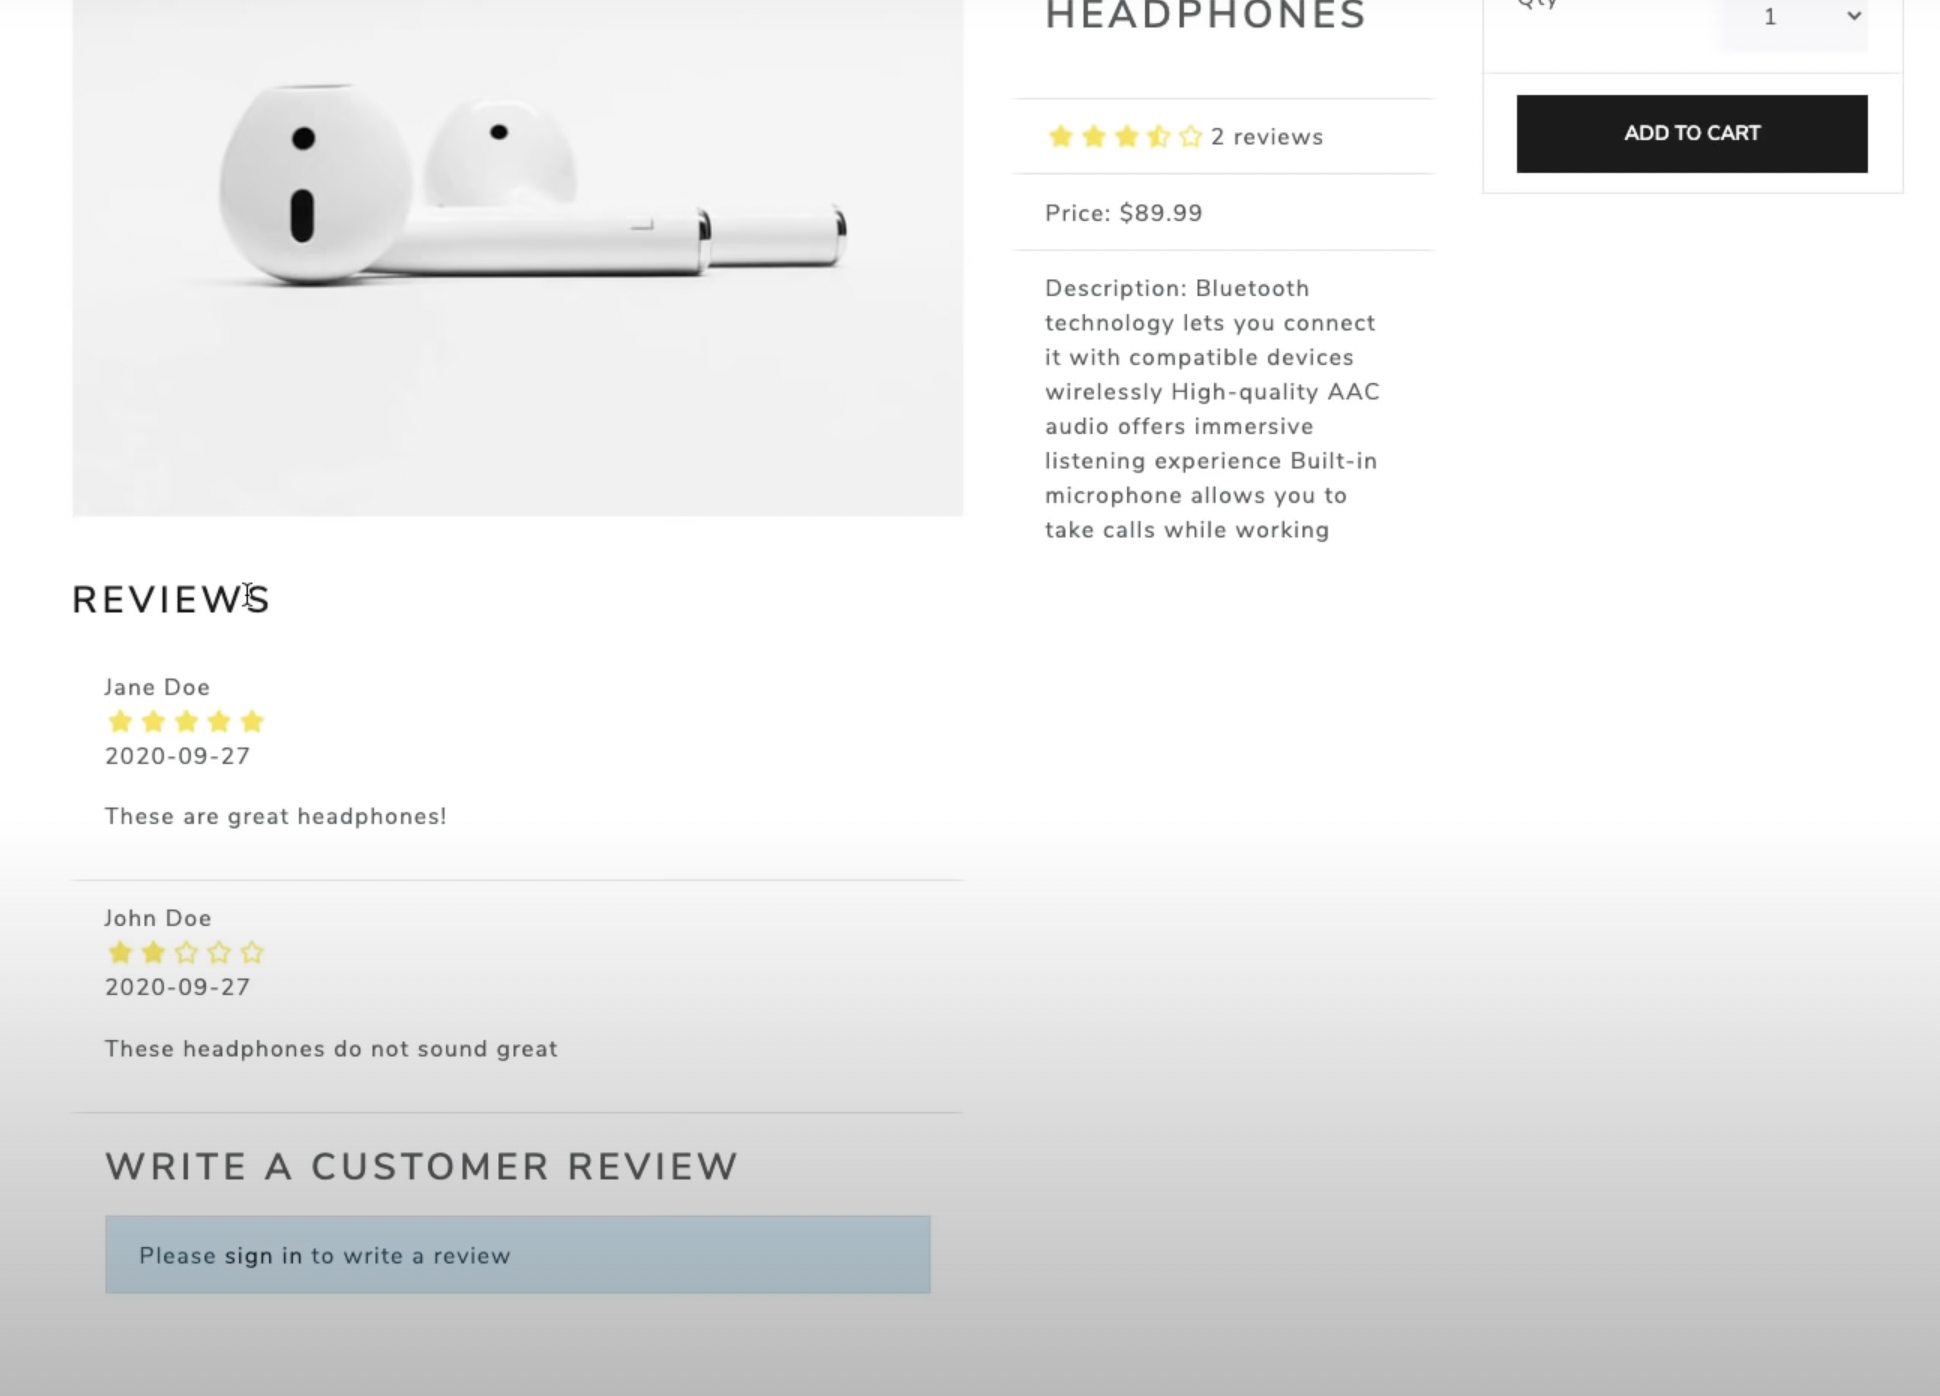 HEADPHONES
Qty
1
ADD TO CART
2 reviews
Price: $89.99
Description: Bluetooth
technology lets you connect
it with compatible devices
wirelessly High-quality AAC
audio offers immersive
listening experience Built-in
microphone allows you to
take calls while working
REVIEWS
Jane Doe
2020-09-27
These are great headphones!
John Doe
2020-09-27
These headphones do not sound great
WRITE A CUSTOMER REVIEW
Please sign in to write a review